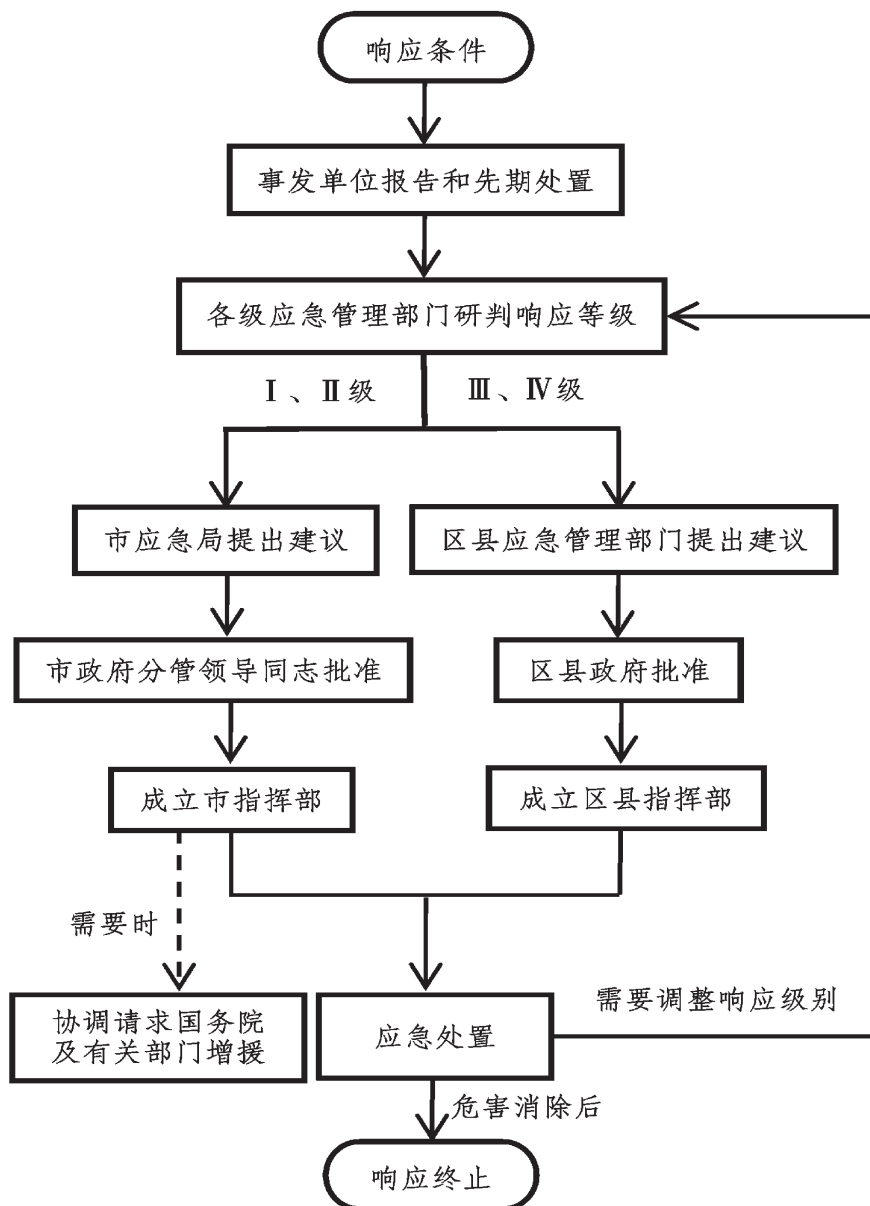 响应条件
事发单位报告和先期处置
各级应急管理部门研判响应等级
Ⅰ、Ⅱ级
Ⅲ、Ⅳ级
市应急局提出建议
区县应急管理部门提出建议
市政府分管领导同志批准
区县政府批准
成立市指挥部
成立区县指挥部
需要时
协调请求国务院
及有关部门增援
应急处置
需要调整响应级别
危害消除后
响应终止